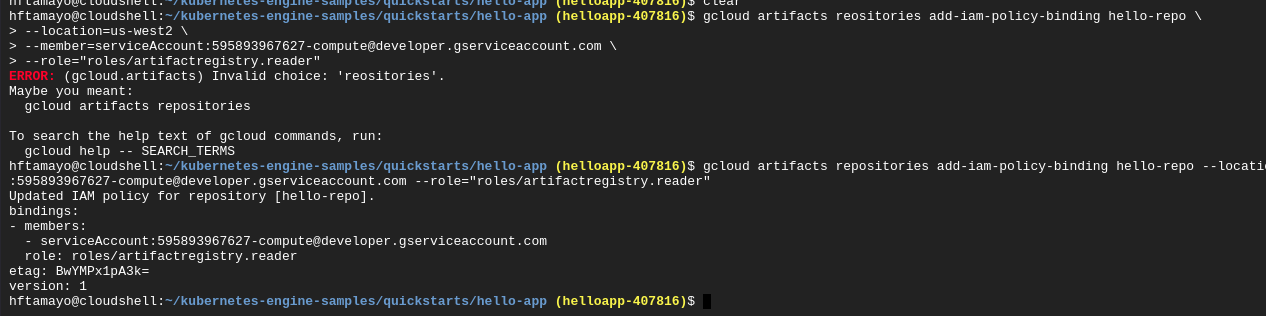 hftamayo@cloudshell:~/kubernetes-engine-samples/quickstarts/hello-app (helloapp-407816)$ clear
hftamayo@cloudshell:~/kubernetes-engine-samples/quickstarts/hello-app (helloapp-407816)$ gcloud artifacts reositories add-iam-policy-binding hello-repo \
> --location=us-west2 \
> --member=serviceAccount:595893967627-compute@developer.gserviceaccount.com \
> --role="roles/artifactregistry.reader"
ERROR: (gcloud.artifacts) Invalid choice: 'reositories'.
Maybe you meant:
  gcloud artifacts repositories

To search the help text of gcloud commands, run:
  gcloud help -- SEARCH_TERMS
hftamayo@cloudshell:~/kubernetes-engine-samples/quickstarts/hello-app (helloapp-407816)$ gcloud artifacts repositories add-iam-policy-binding hello-repo --locati
:595893967627-compute@developer.gserviceaccount.com --role="roles/artifactregistry.reader"
Updated IAM policy for repository [hello-repo].
bindings:
- members:
  - serviceAccount:595893967627-compute@developer.gserviceaccount.com
  role: roles/artifactregistry.reader
etag: BwYMPx1pA3k=
version: 1
hftamayo@cloudshell:~/kubernetes-engine-samples/quickstarts/hello-app (helloapp-407816)$